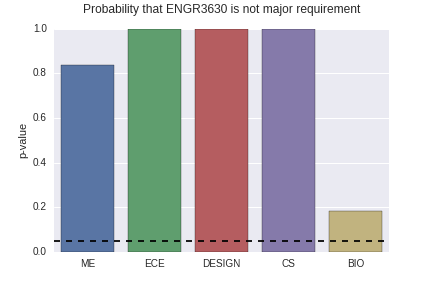 Probability that ENGR3630 is not major requirement
1.0
0.8
0.6
0.4
0.2
0.0
p-value
ME ECE DESIGN CS BIO